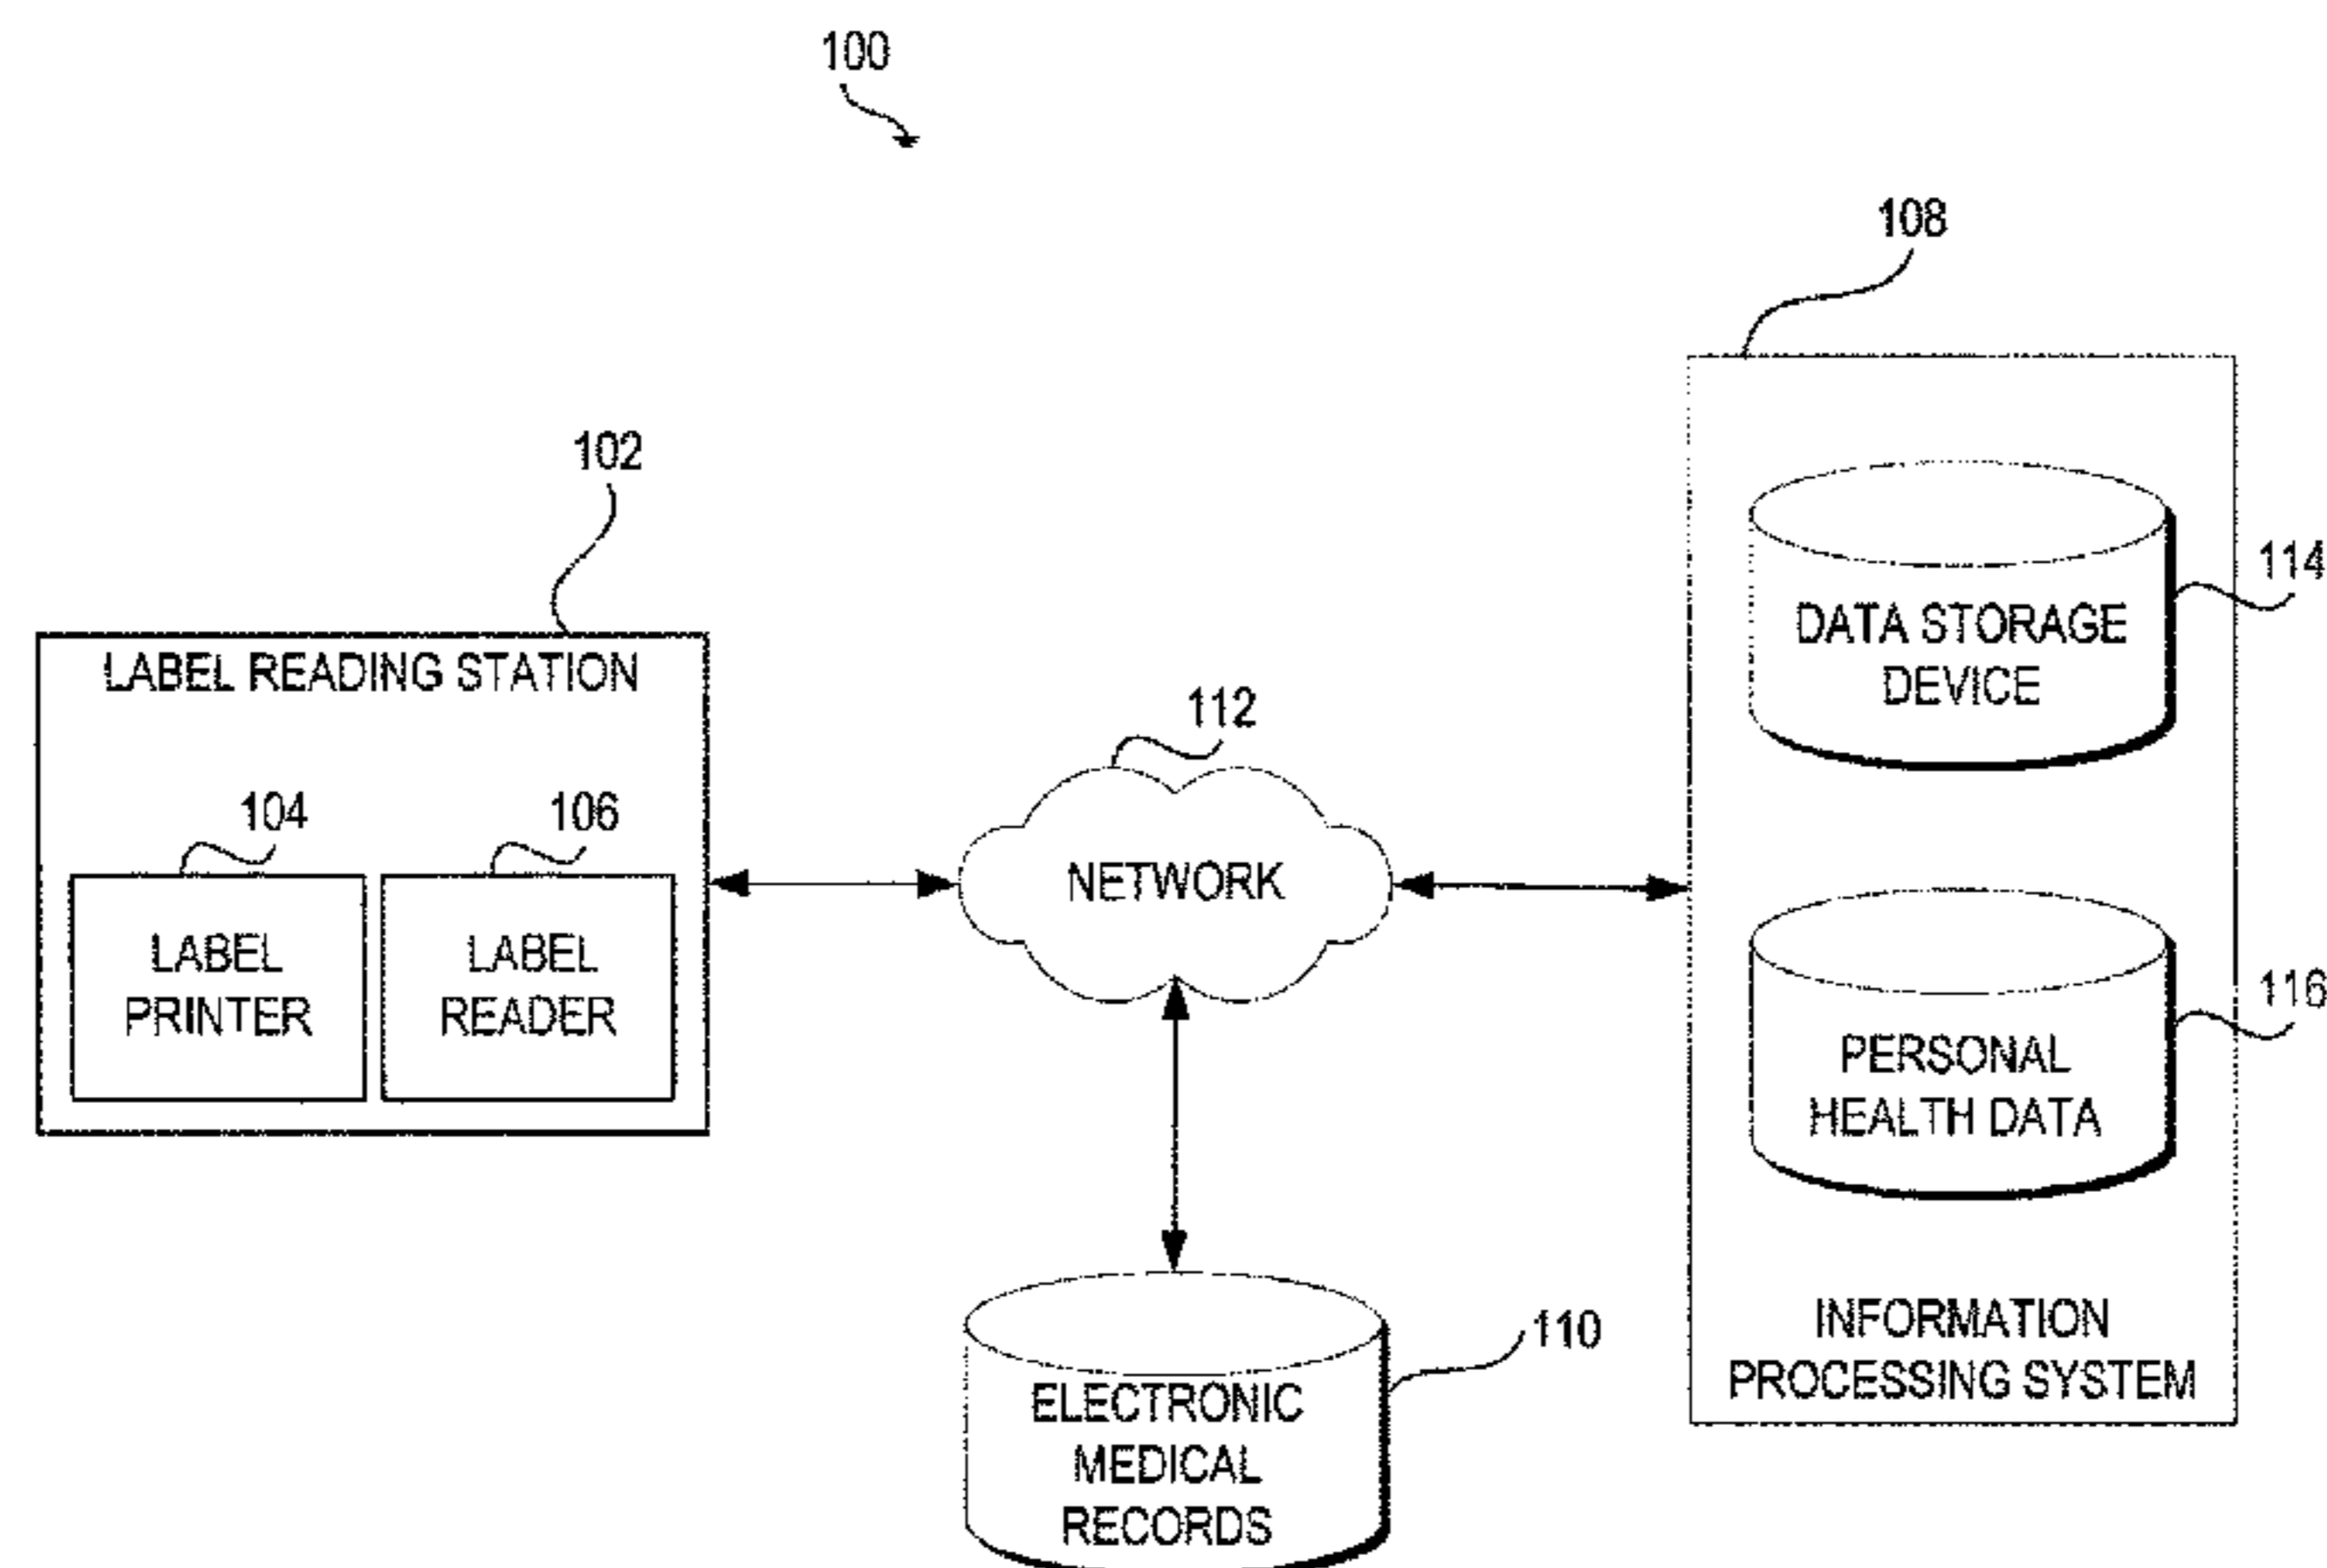 100
108
102
114
LABEL READING STATION
DATA STORAGE
DEVICE
112
104
106
NETWORK
LABEL
PRINTER
LABEL
READER
116
PERSONAL
HEALTH DATA
110
INFORMATION
PROCESSING SYSTEM
ELECTRONIC
MEDICAL
RECORDS